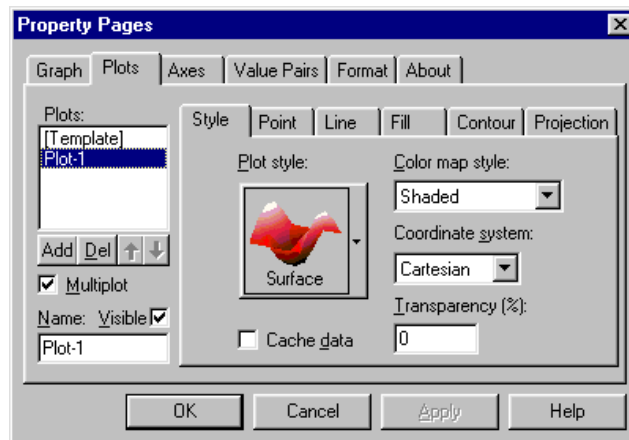 Property Pages
Graph Plots Axes Value Pairs Format About
Plots:
[Template]
Plot-1
Add Del
Multiplot
Name: Visible
Plot-1
Style Point Line Fill Contour Projection
Plot style:
Surface
Cache data
Color map style:
Shaded
Coordinate system:
Cartesian
Transparency (%):
0
OK Cancel Apply Help